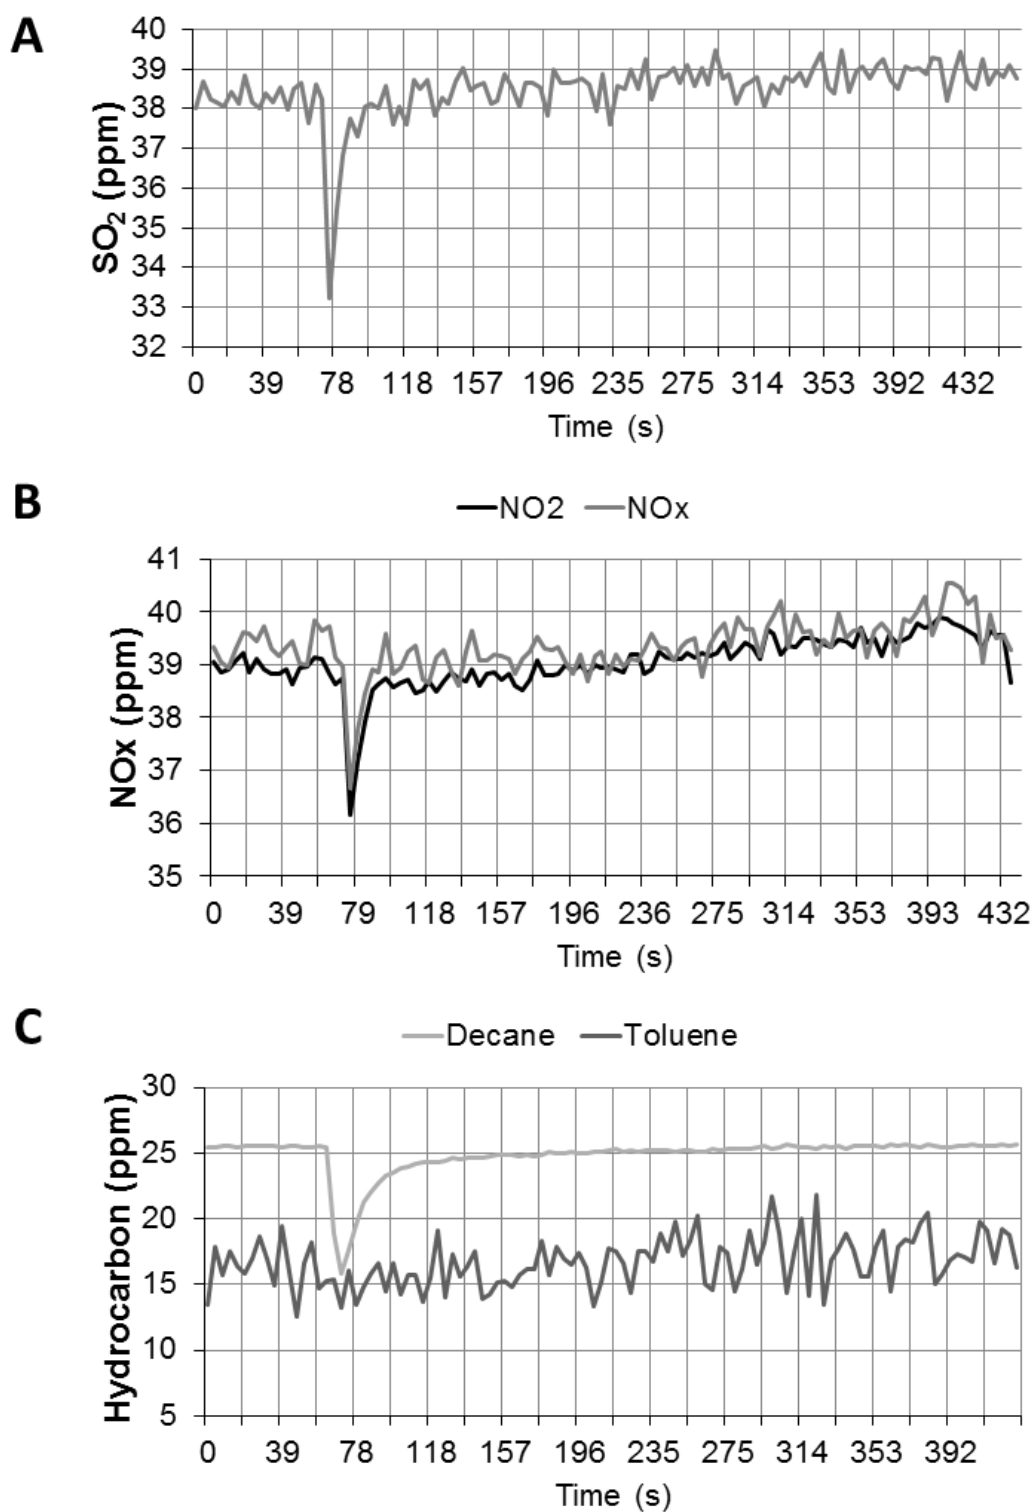 A
SO2 (ppm)
40
39
38
37
36
35
34
33
32
0 39 78 118 157 196 235 275 314 353 392 432
Time (s)
B
NO2 NOx
NOx (ppm)
41
40
39
38
37
36
35
0 39 79 118 157 196 236 275 314 353 393 432
Time (s)
C
Decane Toluene
Hydrocarbon (ppm)
30
25
20
15
10
5
0 39 78 118 157 196 235 275 314 353 392
Time (s)